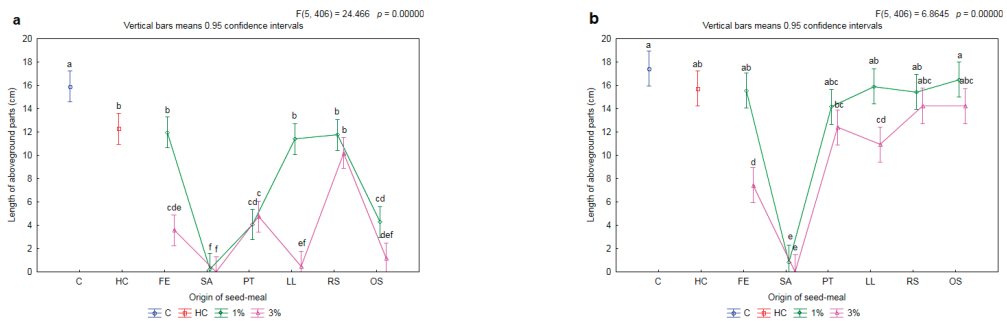 F(5, 406) = 24.466 p = 0.00000
a
Vertical bars means 0.95 confidence intervals
Length of aboveground parts (cm)
20
18
16
14
12
10
8
6
4
2
0
a
b
b
cde
f
f
cd
c
b
ef
b
b
cd
def
C
HC
FE
SA
PT
LL
RS
OS
Origin of seed-meal
C HC 1% 3%
F(5, 406) = 6.8645 p = 0.00000
b
Vertical bars means 0.95 confidence intervals
Length of aboveground parts (cm)
20
18
16
14
12
10
8
6
4
2
0
a
ab
ab
d
e
e
abc
abc
ab
cd
ab
abc
a
abc
C
HC
FE
SA
PT
LL
RS
OS
Origin of seed-meal
C HC 1% 3%